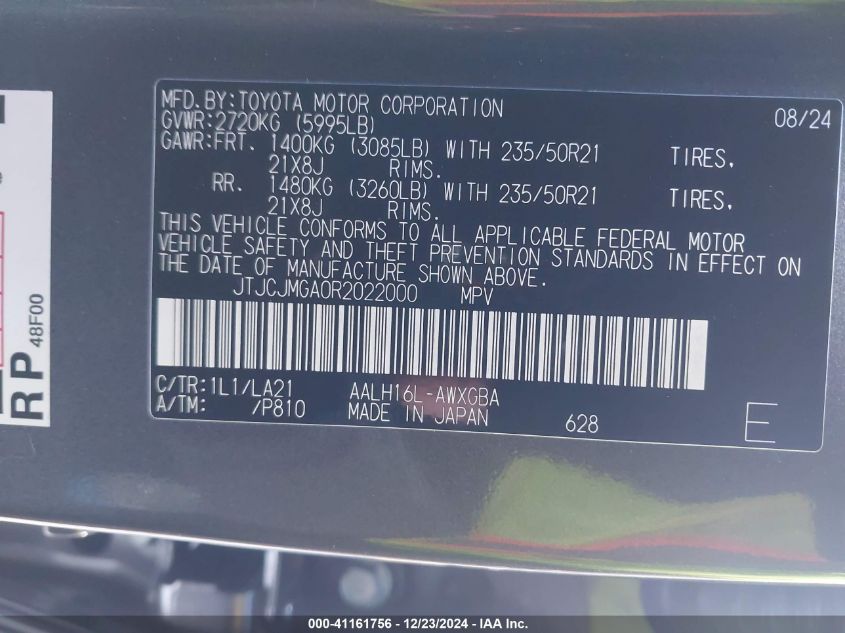 MFD.BY:TOYOTA MOTOR CORPORATION 08/24
GVWR:2720KG (5995LB)
GAWR:FRT. 1400KG (3085LB) WITH 235/50R21 TIRES,
21X8J RIMS.
RR. 1480KG (3260LB) WITH 235/50R21 TIRES,
21X8J RIMS.
THIS VEHICLE CONFORMS TO ALL APPLICABLE FEDERAL MOTOR
VEHICLE SAFETY AND THEFT PREVENTION STANDARDS IN EFFECT ON
THE DATE OF MANUFACTURE SHOWN ABOVE.
JTJCJMGA0R2022000 MPV
C/TR:1L1/LA21 AALH16L-AWXGBA
A/TM: /P810 MADE IN JAPAN 628 E
RP 48F00
000-41161756 - 12/23/2024 - IAA Inc.